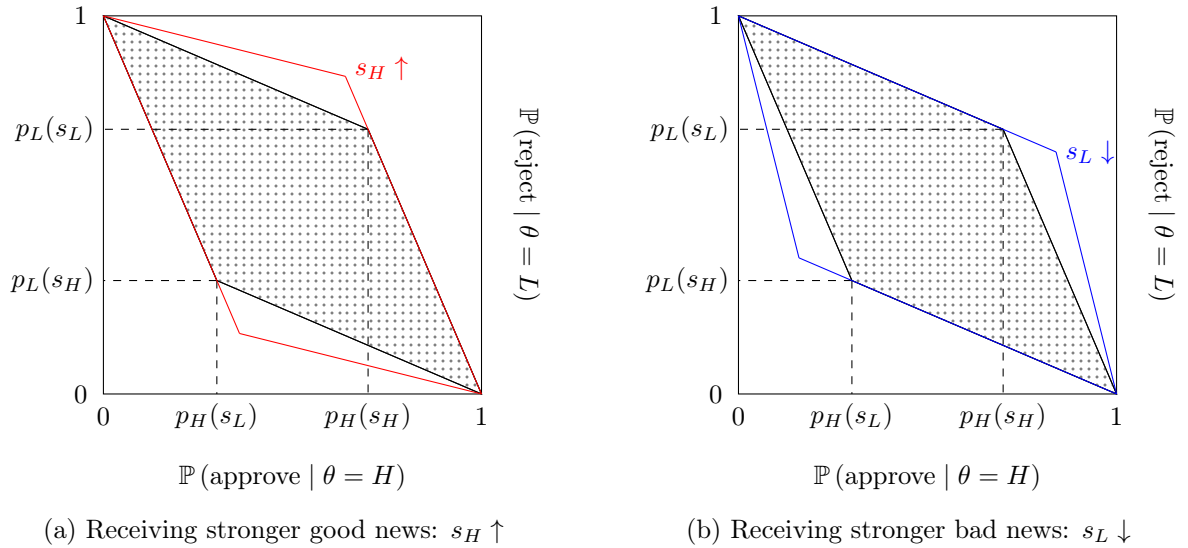 1
p_L(s_L)
p_L(s_H)
0
0
p_H(s_L)
p_H(s_H)
1
s_H ↑
ℙ (reject | θ = L)
ℙ (approve | θ = H)
(a) Receiving stronger good news: s_H ↑
1
p_L(s_L)
p_L(s_H)
0
0
p_H(s_L)
p_H(s_H)
1
s_L ↓
ℙ (reject | θ = L)
ℙ (approve | θ = H)
(b) Receiving stronger bad news: s_L ↓